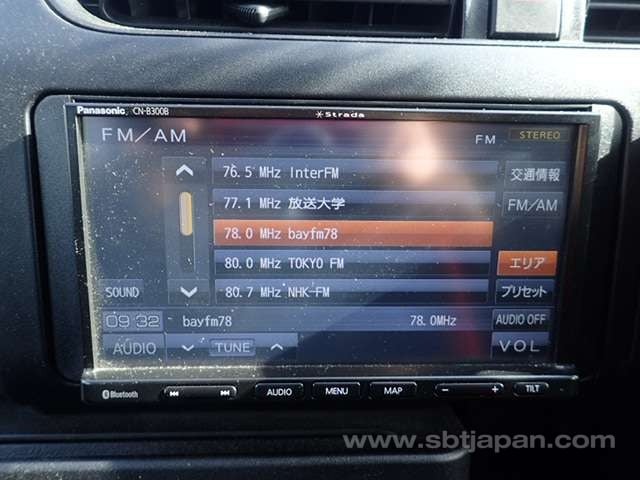 Panasonic CN-B300B
Strada
FM/AM
FM STEREO
76.5 MHz InterFM
交通情報
77.1 MHz 放送大学
FM/AM
78.0 MHz bayfm78
80.0 MHz TOKYO FM
エリア
SOUND
80.7 MHz NHK-FM
プリセット
09:32 bayfm78 78.0MHz
AUDIO OFF
AUDIO TUNE VOL
Bluetooth AUDIO MENU MAP - + TILT
www.sbtjapan.com